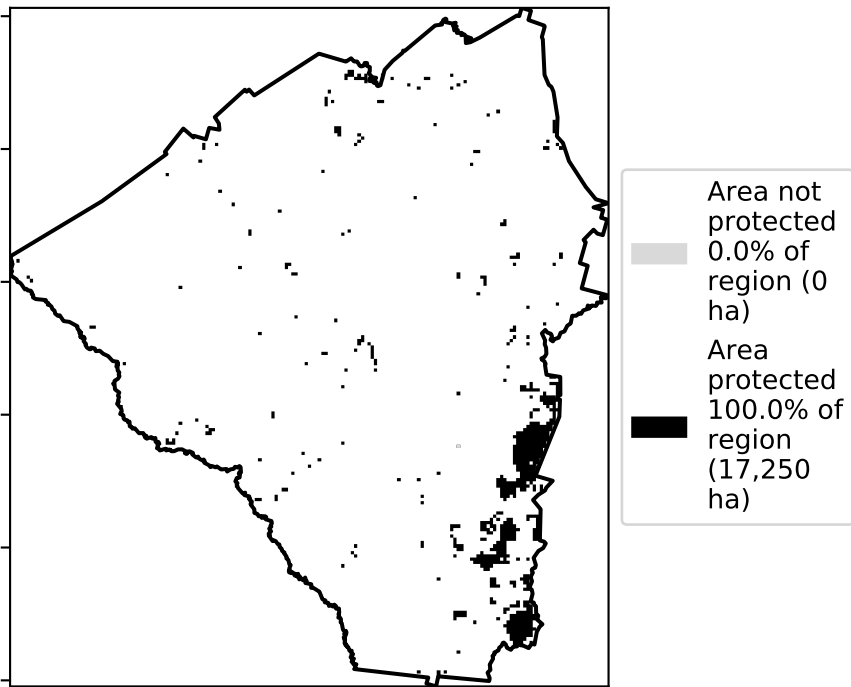 Area not
protected
0.0% of
region (0
ha)
Area
protected
100.0% of
region
(17,250
ha)